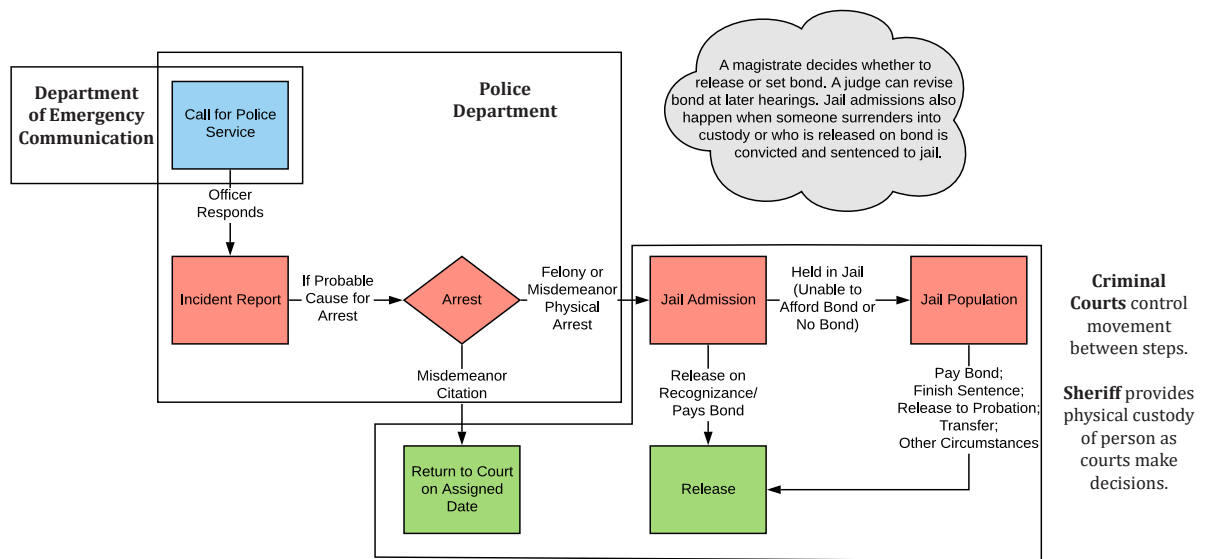 Department
of Emergency
Communication
Call for Police
Service
Police
Department
A magistrate decides whether to
release or set bond. A judge can revise
bond at later hearings. Jail admissions also
happen when someone surrenders into
custody or who is released on bond is
convicted and sentenced to jail.
Officer
Responds
Incident Report
If Probable
Cause for
Arrest
Arrest
Felony or
Misdemeanor
Physical
Arrest
Jail Admission
Held in Jail
(Unable to
Afford Bond or
No Bond)
Jail Population
Criminal
Courts control
movement
between steps.
Sheriff provides
physical custody
of person as
courts make
decisions.
Misdemeanor
Citation
Release on
Recognizance/
Pays Bond
Pay Bond;
Finish Sentence;
Release to Probation;
Transfer;
Other Circumstances
Return to Court
on Assigned
Date
Release